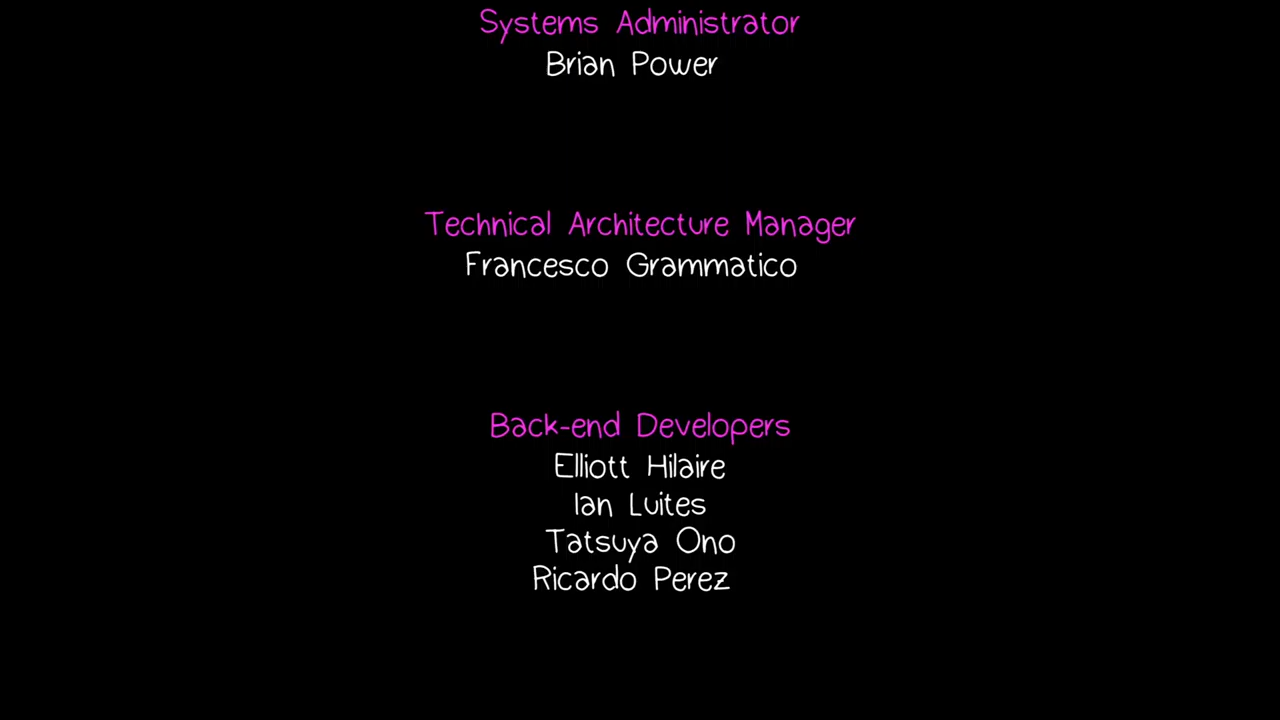 Systems Administrator
Brian Power
Technical Architecture Manager
Francesco Grammatico
Back-end Developers
Elliott Hilaire
Ian Luites
Tatsuya Ono
Ricardo Perez